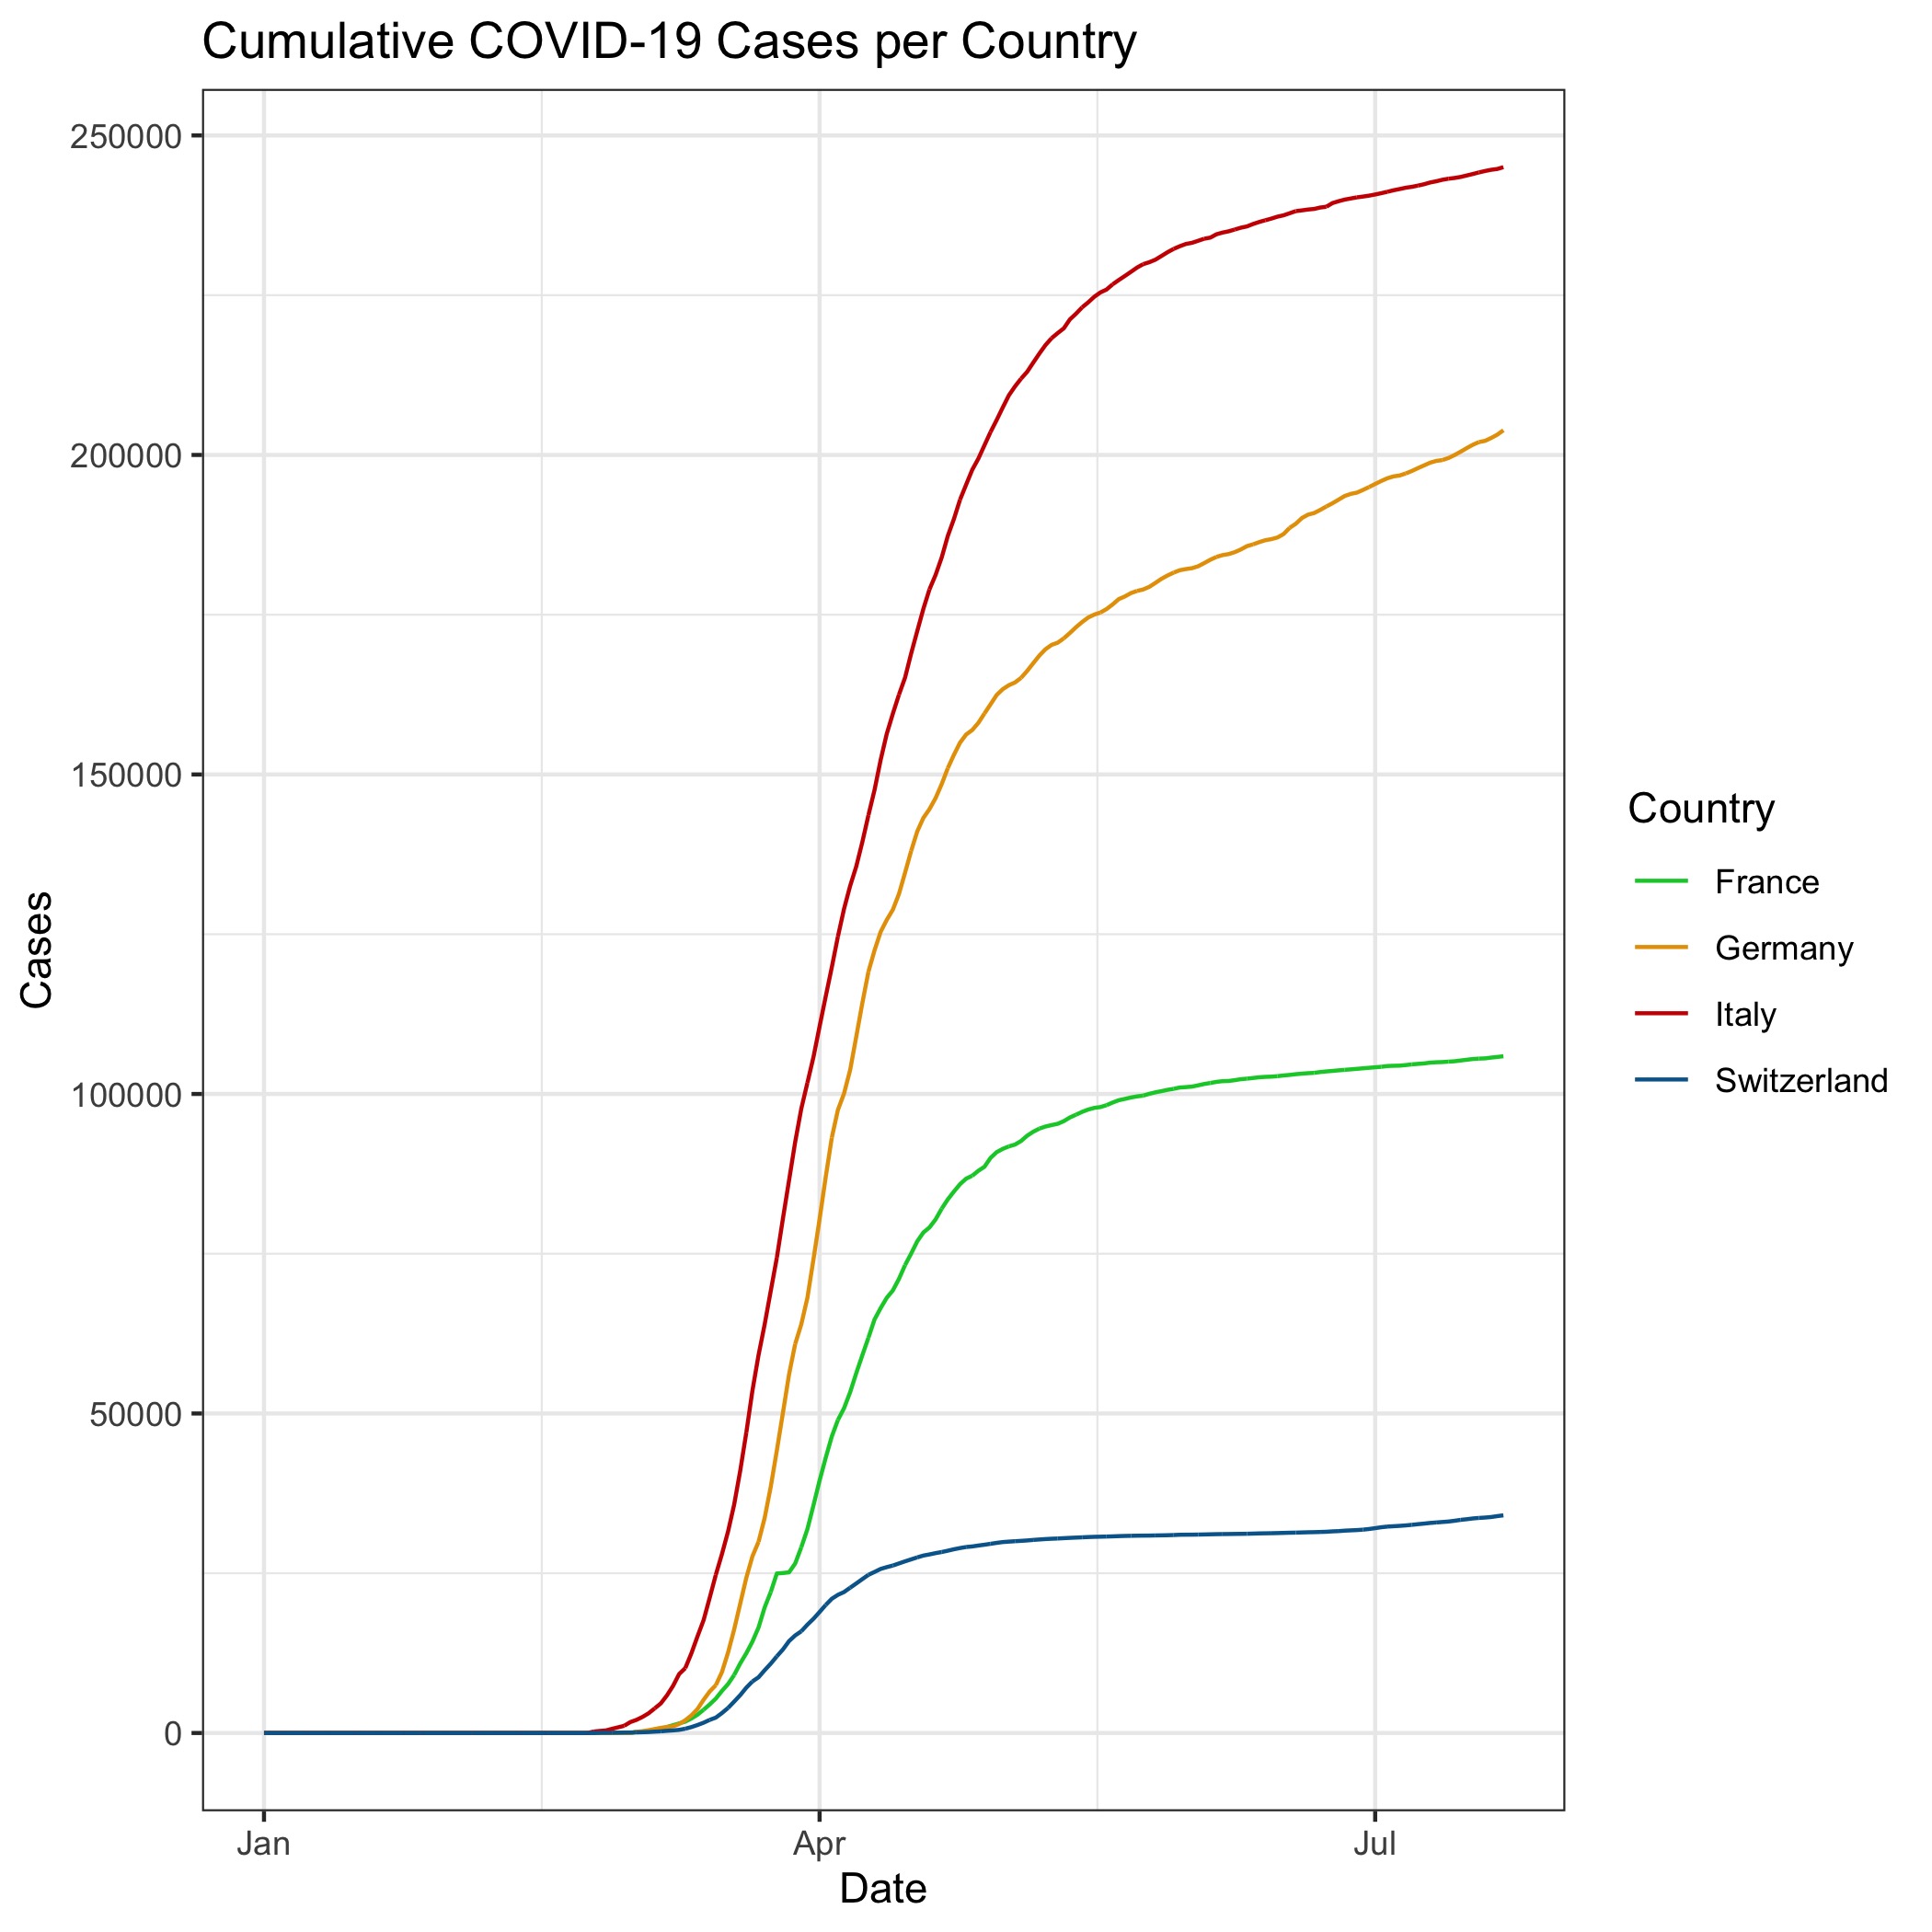 Cumulative COVID-19 Cases per Country
250000
200000
150000
100000
50000
0
Cases
Jan
Apr
Jul
Date
Country
France
Germany
Italy
Switzerland